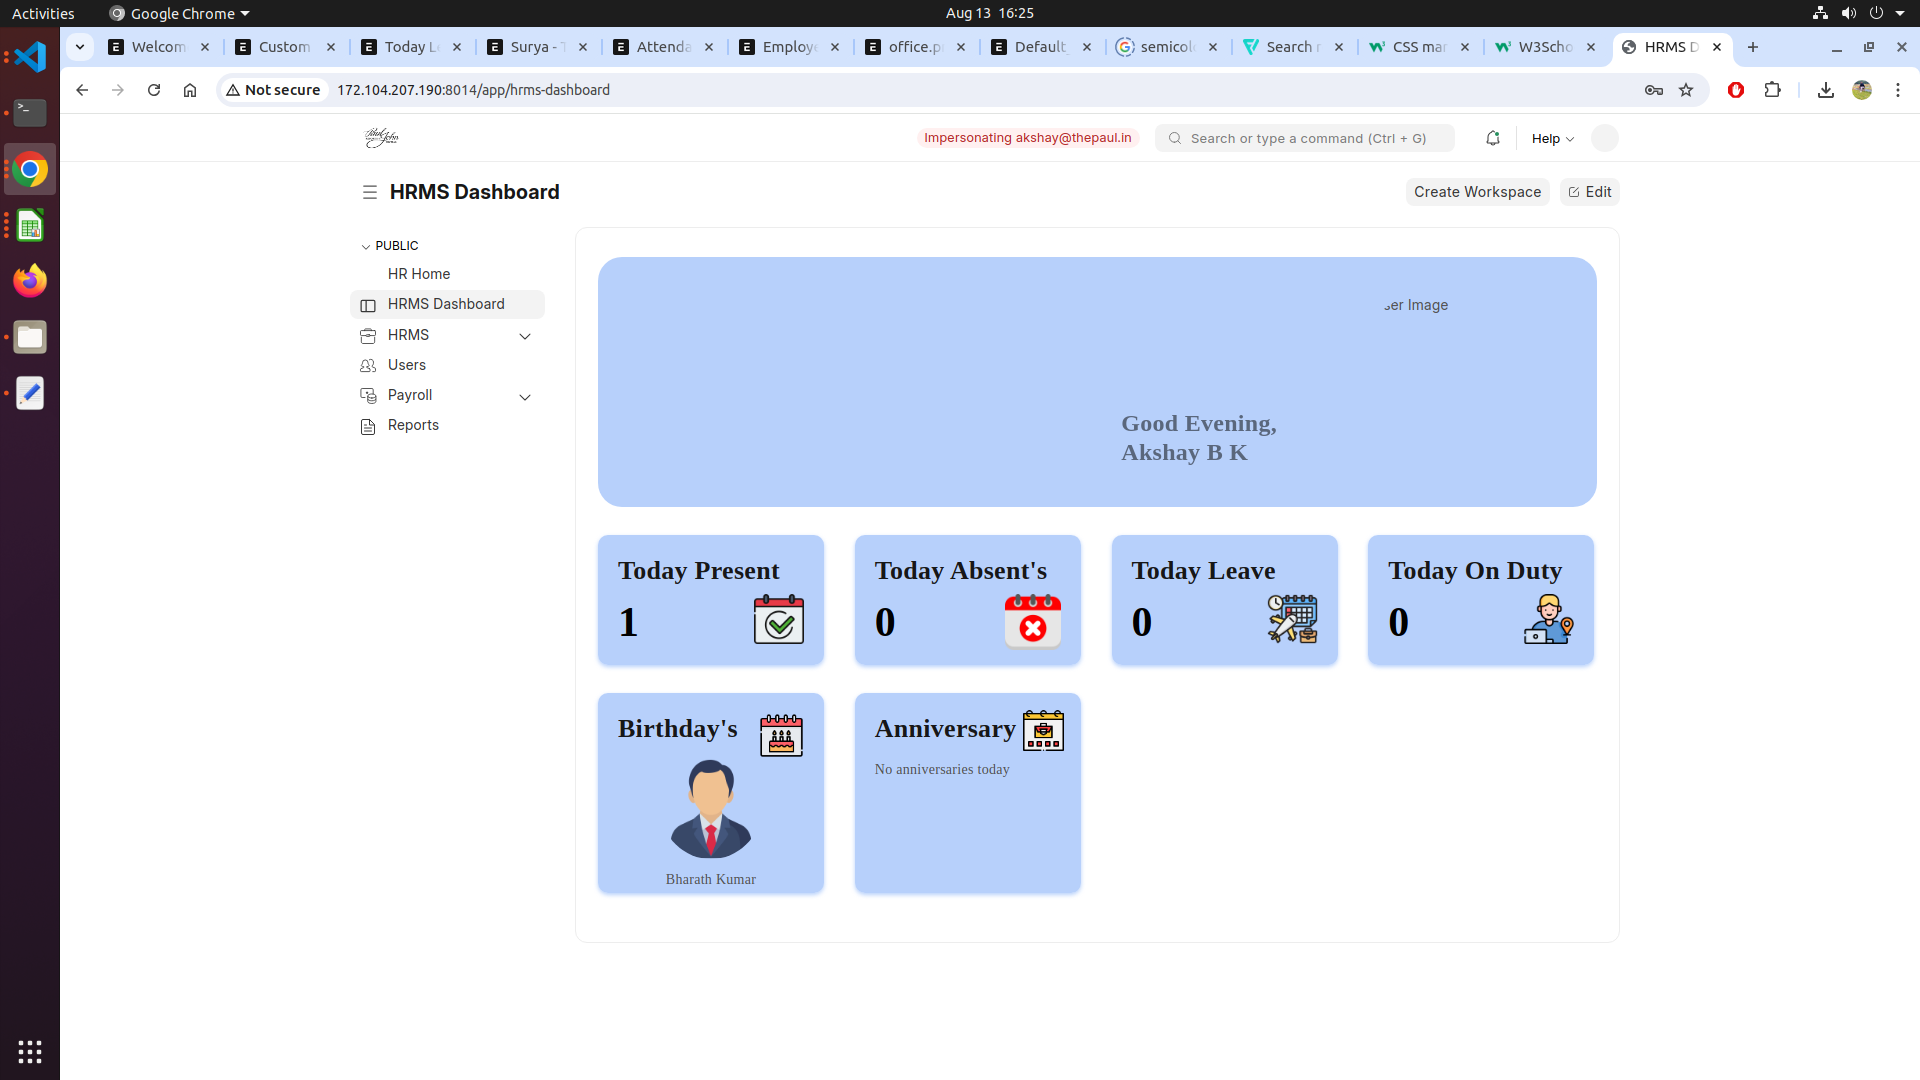 Activities
Google Chrome
Aug 13 16:25
Welcom
Custom
Today L
Surya - T
Attenda
Employe
office.p
Default_
semicol
Search r
CSS mar
W3Scho
HRMS D
Not secure
172.104.207.190:8014/app/hrms-dashboard
Impersonating akshay@thepaul.in
Search or type a command (Ctrl + G)
Help
HRMS Dashboard
Create Workspace
Edit
PUBLIC
HR Home
HRMS Dashboard
HRMS
Users
Payroll
Reports
ser Image
Good Evening,
Akshay B K
Today Present
1
Today Absent's
0
Today Leave
0
Today On Duty
0
Birthday's
Bharath Kumar
Anniversary
No anniversaries today